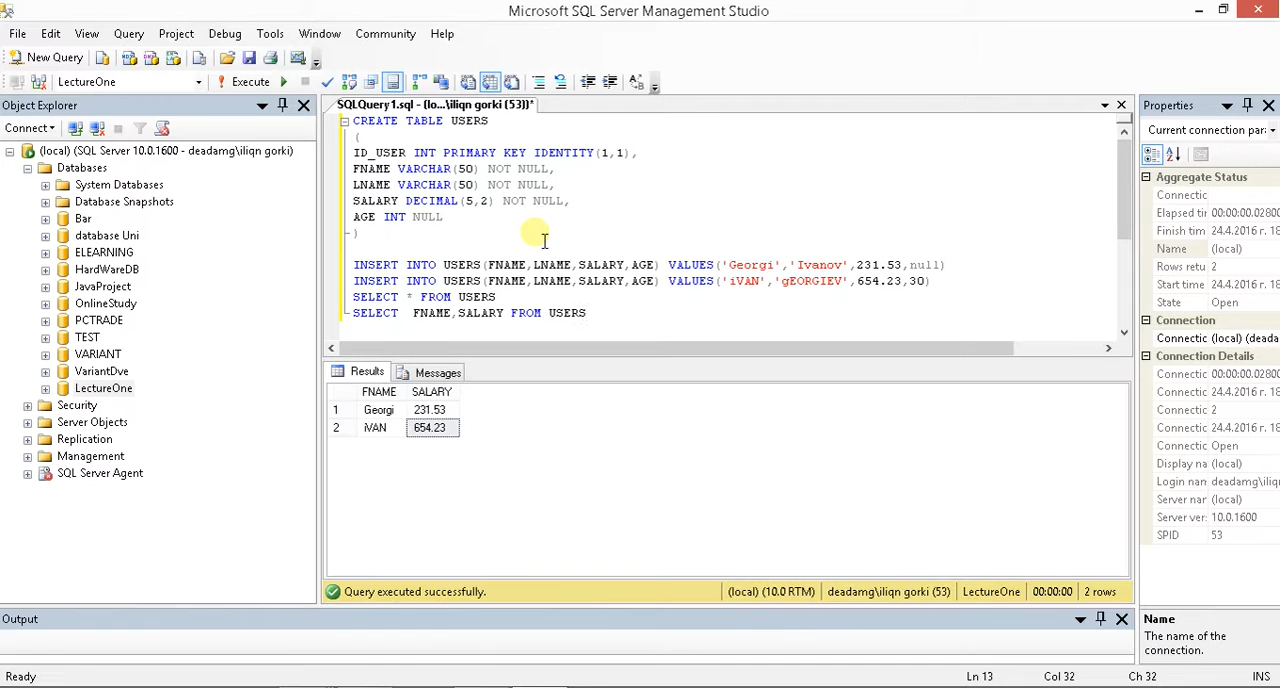 Microsoft SQL Server Management Studio
File Edit View Query Project Debug Tools Window Community Help
New Query
LectureOne Execute
Object Explorer
SQLQuery1.sql - (lo...\iliqn gorki (53))*
Properties
Connect
Current connection par
(local) (SQL Server 10.0.1600 - deadamg\iliqn gorki)
Databases
System Databases
Database Snapshots
Bar
database Uni
ELEARNING
HardWareDB
JavaProject
OnlineStudy
PCTRADE
TEST
VARIANT
VariantDve
LectureOne
Security
Server Objects
Replication
Management
SQL Server Agent
CREATE TABLE USERS
(
ID_USER INT PRIMARY KEY IDENTITY(1,1),
FNAME VARCHAR(50) NOT NULL,
LNAME VARCHAR(50) NOT NULL,
SALARY DECIMAL(5,2) NOT NULL,
AGE INT NULL
)
INSERT INTO USERS(FNAME,LNAME,SALARY,AGE) VALUES('Georgi','Ivanov',231.53,null)
INSERT INTO USERS(FNAME,LNAME,SALARY,AGE) VALUES('iVAN','gEORGIEV',654.23,30)
SELECT * FROM USERS
SELECT FNAME,SALARY FROM USERS
Results Messages
FNAME SALARY
1 Georgi 231.53
2 iVAN 654.23
Query executed successfully. (local) (10.0 RTM) deadamg\iliqn gorki (53) LectureOne 00:00:00 2 rows
Aggregate Status
Connectic
Elapsed tir 00:00:00.02800
Finish tim 24.4.2016 г. 18
Name (local)
Rows retu 2
Start time 24.4.2016 г. 18
State Open
Connection
Connectic (local) (deada
Connection Details
Connectic 00:00:00.02800
Connectic 24.4.2016 г. 18
Connectic 2
Connectic 24.4.2016 г. 18
Connectic Open
Display na (local)
Login nam deadamg\iliqn
Server nar (local)
Server ver: 10.0.1600
SPID 53
Name
The name of the
connection.
Output
Ready Ln 13 Col 32 Ch 32 INS